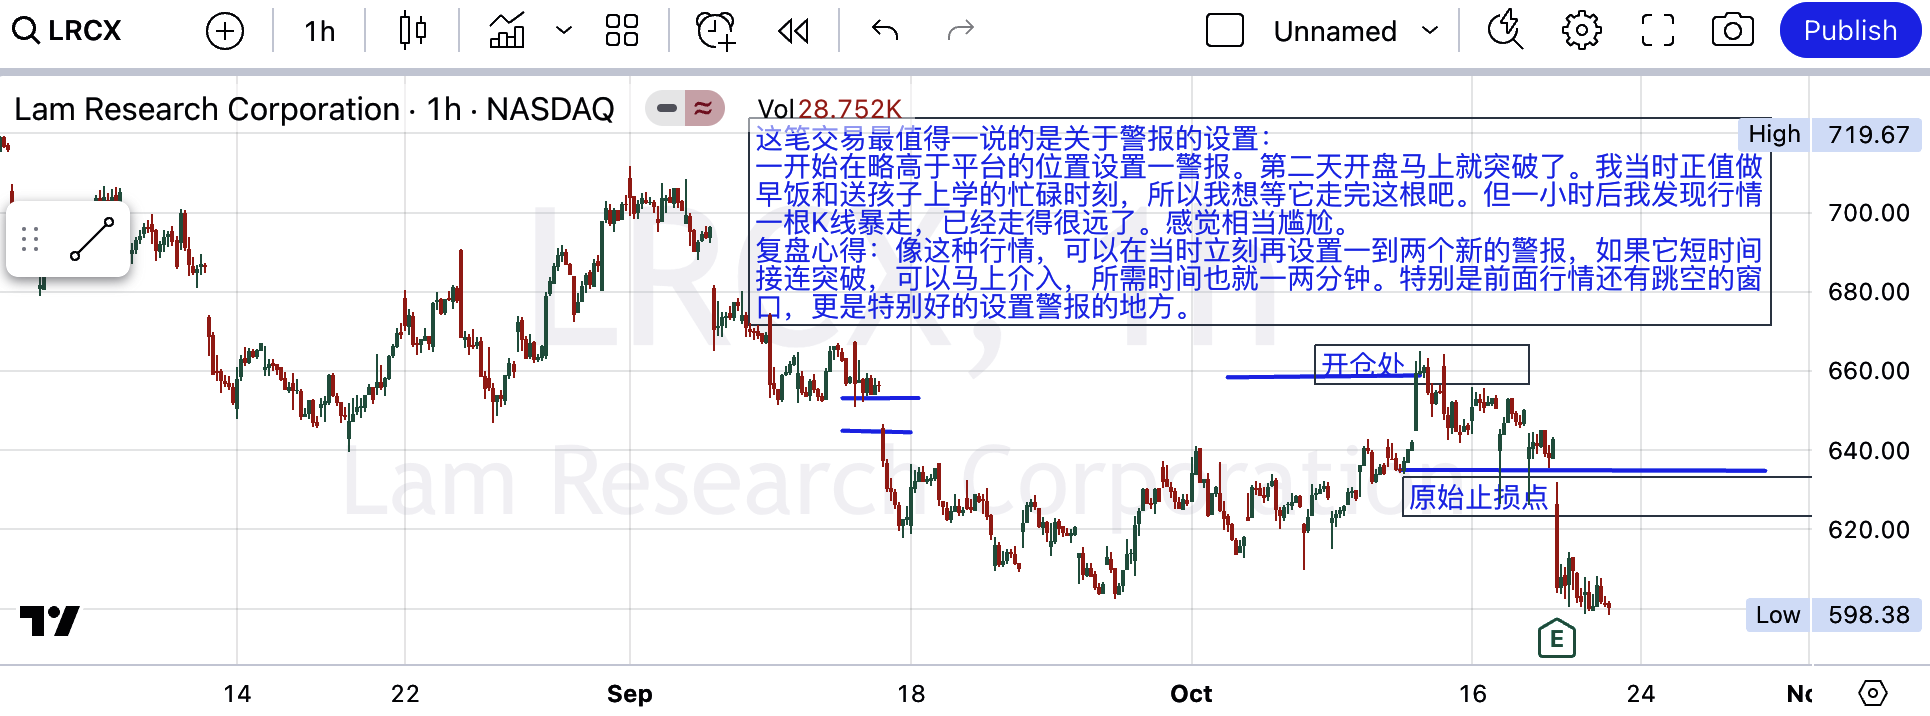 LRCX
1h
Unnamed
Publish
Lam Research Corporation · 1h · NASDAQ
Vol 28.752K
这笔交易最值得一说的是关于警报的设置：
一开始在略高于平台的位置设置一警报。第二天开盘马上就突破了。我当时正值做
早饭和送孩子上学的忙碌时刻，所以我想等它走完这根吧。但一小时后我发现行情
一根K线暴走，已经走得很远了。感觉相当尴尬。
复盘心得：像这种行情，可以在当时立刻再设置一到两个新的警报，如果它短时间
接连突破，可以马上介入，所需时间也就一两分钟。特别是前面行情还有跳空的窗
口，更是特别好的设置警报的地方。
High 719.67
700.00
680.00
660.00
640.00
620.00
Low 598.38
开仓处
原始止损点
LRCX, 1h
Lam Research Corporation
E
14
22
Sep
18
Oct
16
24